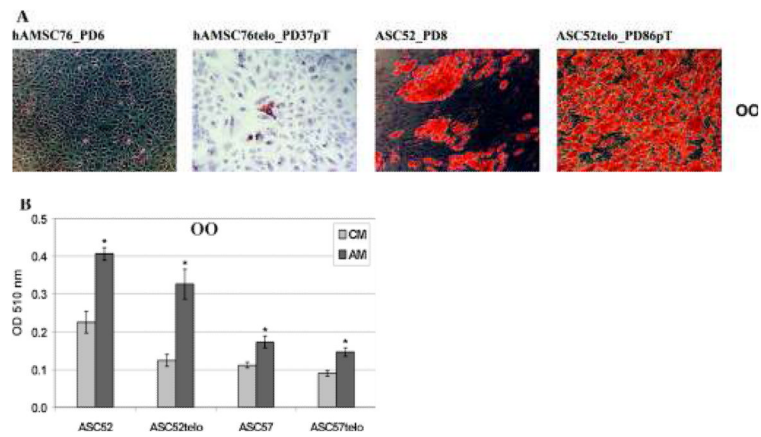 A
hAMSC76_PD6 hAMSC76telo_PD37pT ASC52_PD8 ASC52telo_PD86pT
OO
B
OO
CM
AM
OD 510 nm
0.5
0.4
0.3
0.2
0.1
0.0
*
*
*
*
ASC52 ASC52telo ASC57 ASC57telo